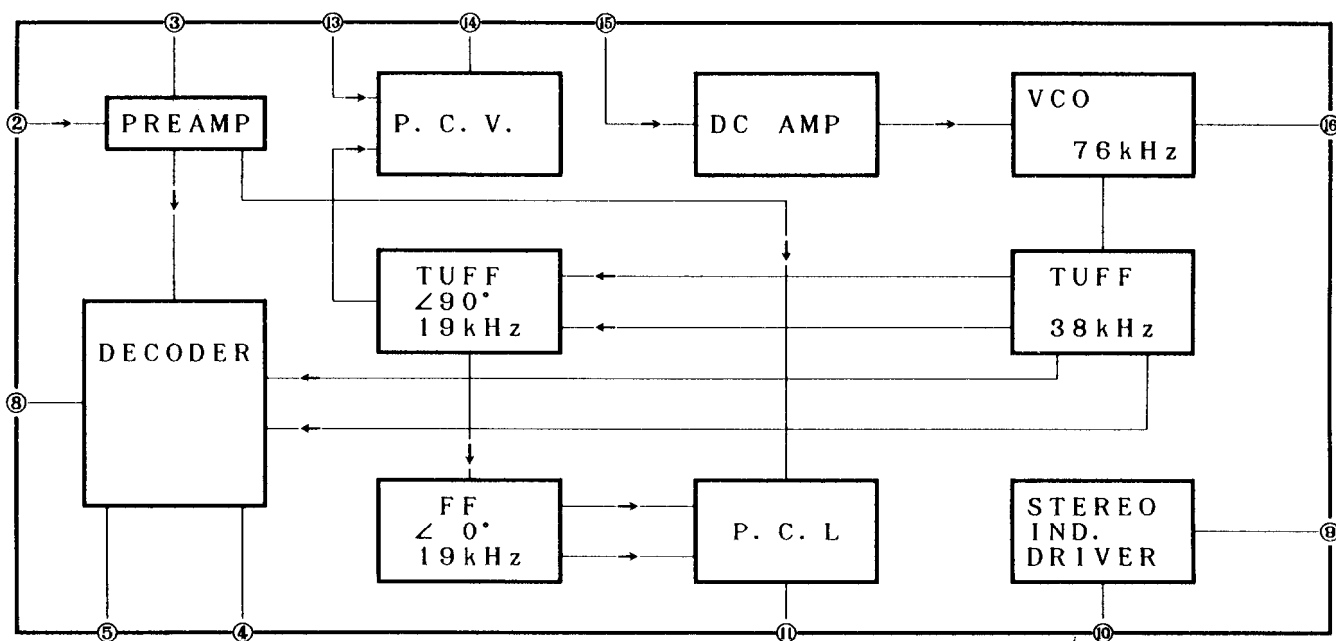 ③ ⑬ ⑭ ⑮
② PREAMP P. C. V. DC AMP VCO
76kHz ⑯
TUFF
∠90°
19kHz
TUFF
38kHz
DECODER
⑧
FF
∠ 0°
19kHz
P. C. L
STEREO
IND.
DRIVER
⑨
⑤ ④ ⑪ ⑩